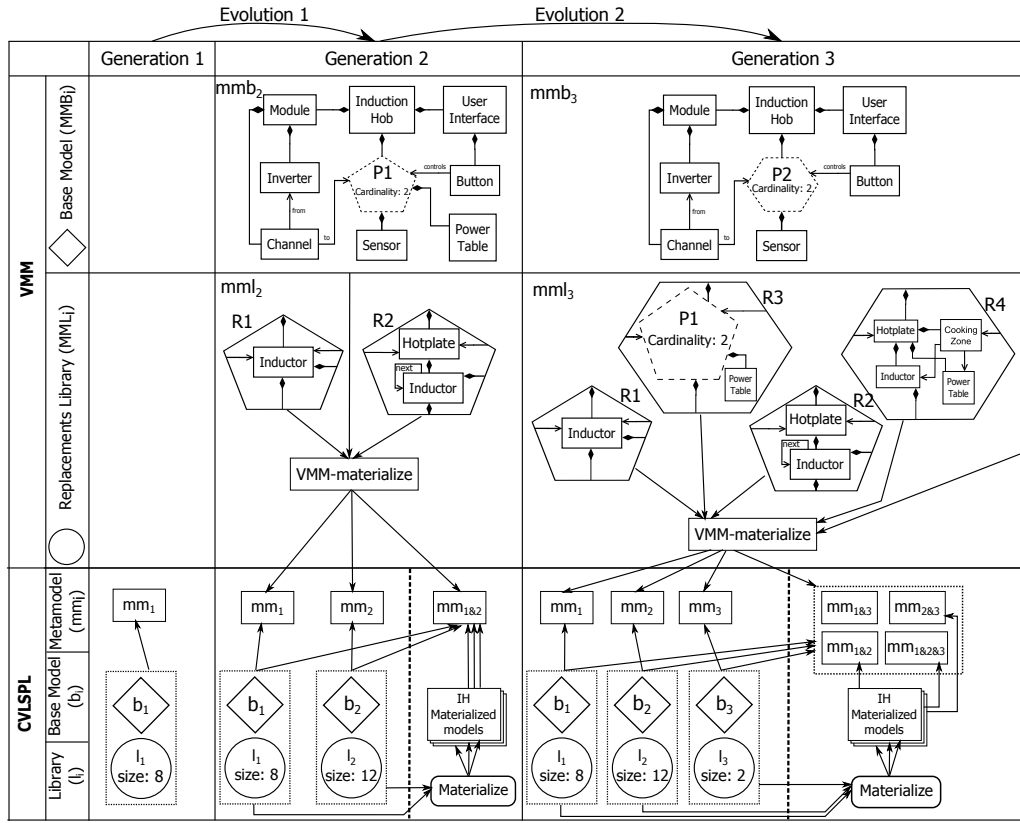 Evolution 1
Evolution 2
Generation 1
Generation 2
Generation 3
VMM
Base Model (MMBi)
mmb2
Module
Induction
Hob
User
Interface
Inverter
P1
Cardinality: 2
controls
Button
from
Channel
to
Sensor
Power
Table
mmb3
Module
Induction
Hob
User
Interface
Inverter
P2
Cardinality: 2
controls
Button
from
Channel
to
Sensor
Replacements Library (MMLi)
mml2
R1
Inductor
R2
Hotplate
next
Inductor
VMM-materialize
mml3
R3
P1
Cardinality: 2
Power
Table
R4
Hotplate
Cooking
Zone
Inductor
Power
Table
R1
Inductor
R2
Hotplate
next
Inductor
VMM-materialize
CVLSPL
Metamodel
(mmi)
mm1
mm1
mm2
mm1&2
mm1
mm2
mm3
mm1&3
mm2&3
mm1&2
mm1&2&3
Base Model
(bi)
b1
b1
b2
IH
Materialized
models
b1
b2
b3
IH
Materialized
models
Library
(li)
l1
size: 8
l1
size: 8
l2
size: 12
Materialize
l1
size: 8
l2
size: 12
l3
size: 2
Materialize